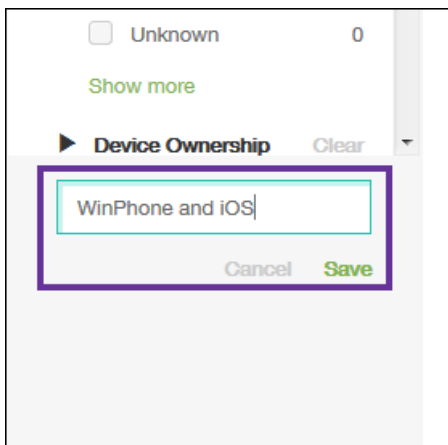 Unknown 0
Show more
Device Ownership Clear
WinPhone and iOS
Cancel Save